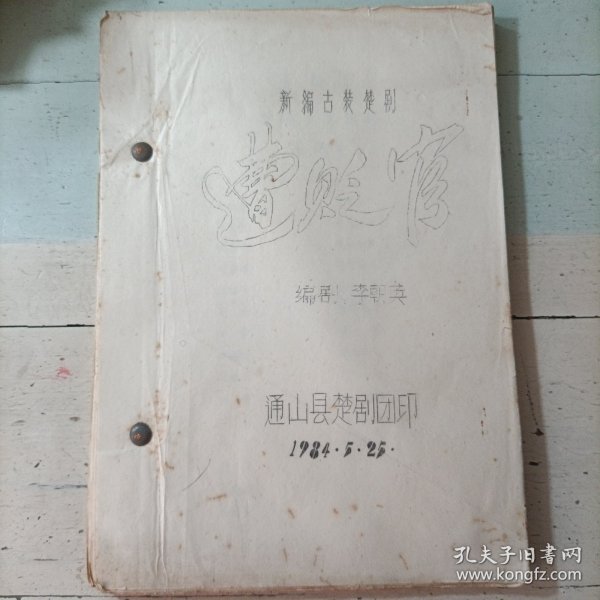 新编古装楚剧
遭贬官
编剧 李朝英
通山县楚剧团印
1984.5.25.
孔夫子旧书网
www.kongfz.com